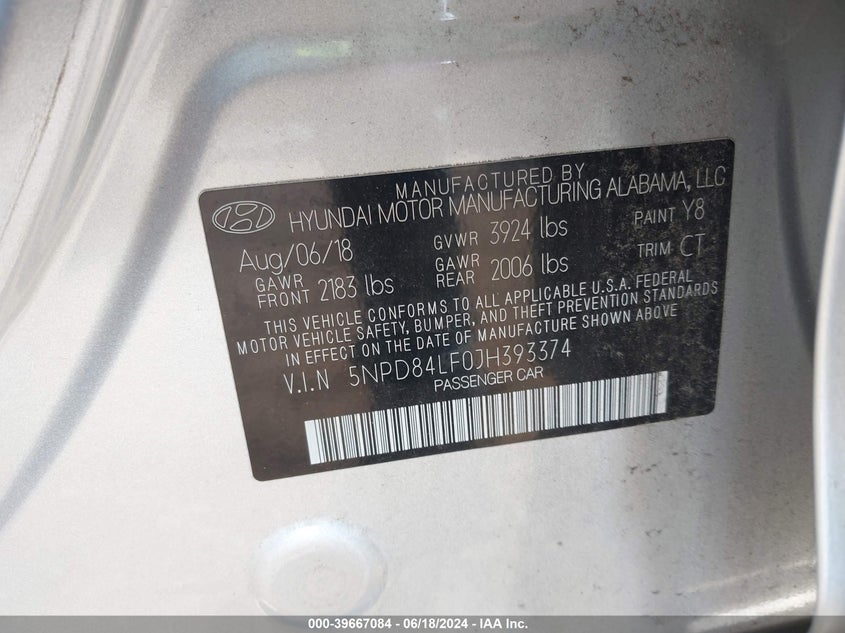 MANUFACTURED BY
HYUNDAI MOTOR MANUFACTURING ALABAMA, LLC
Aug/06/18 GVWR 3924 lbs PAINT Y8
GAWR FRONT 2183 lbs GAWR REAR 2006 lbs TRIM CT
THIS VEHICLE CONFORMS TO ALL APPLICABLE U.S.A. FEDERAL
MOTOR VEHICLE SAFETY, BUMPER, AND THEFT PREVENTION STANDARDS
IN EFFECT ON THE DATE OF MANUFACTURE SHOWN ABOVE
V.I.N 5NPD84LF0JH393374
PASSENGER CAR
000-39667084 - 06/18/2024 - IAA Inc.